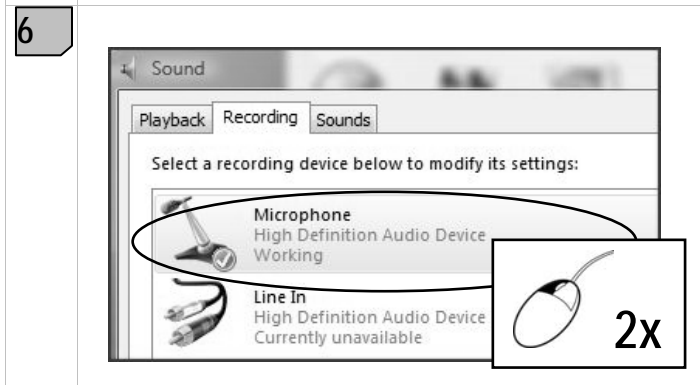 6
Sound
Playback Recording Sounds
Select a recording device below to modify its settings:
Microphone
High Definition Audio Device
Working
Line In
High Definition Audio Device
Currently unavailable
2x